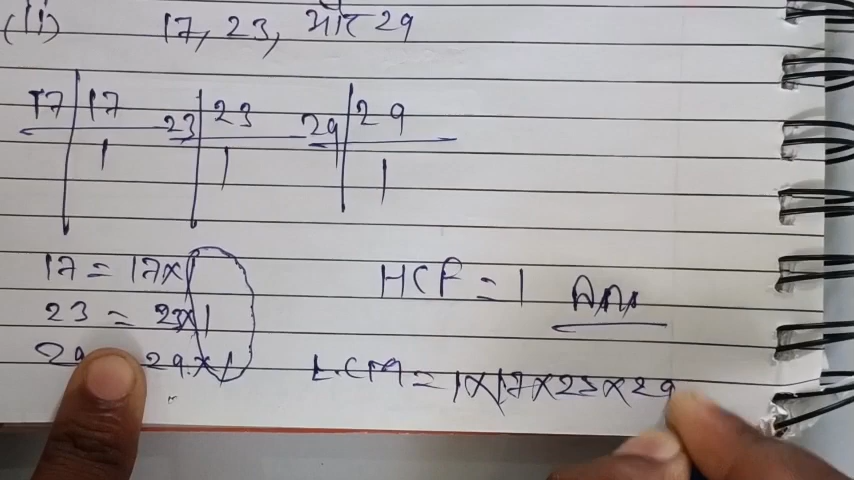 (ii) 17, 23, और 29
17 | 17 23 | 23 29 | 29
1 1 1
17 = 17×1
23 = 23×1
29 = 29×1
HCF = 1 Ans
L.C.M = 1×17×23×29